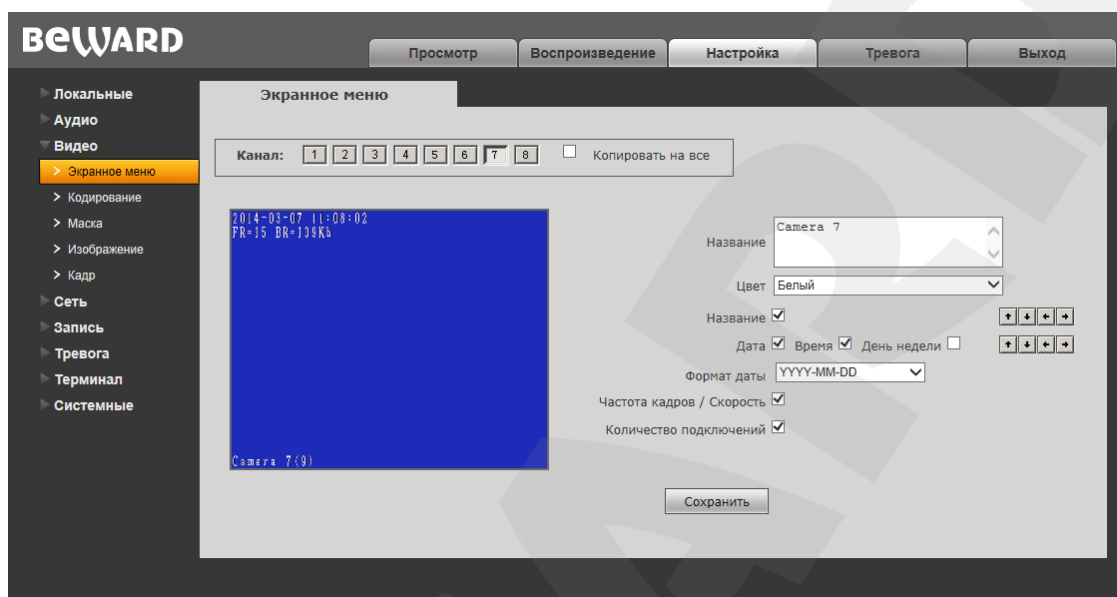 BEWARD
Просмотр Воспроизведение Настройка Тревога Выход
Локальные
Аудио
Видео
> Экранное меню
> Кодирование
> Маска
> Изображение
> Кадр
Сеть
Запись
Тревога
Терминал
Системные
Экранное меню
Канал: 1 2 3 4 5 6 7 8 Копировать на все
2014-03-07 11:08:02
FR=15 BR=139Kb
Camera 7(9)
Название Camera 7
Цвет Белый
Название
Дата Время День недели
Формат даты YYYY-MM-DD
Частота кадров / Скорость
Количество подключений
Сохранить